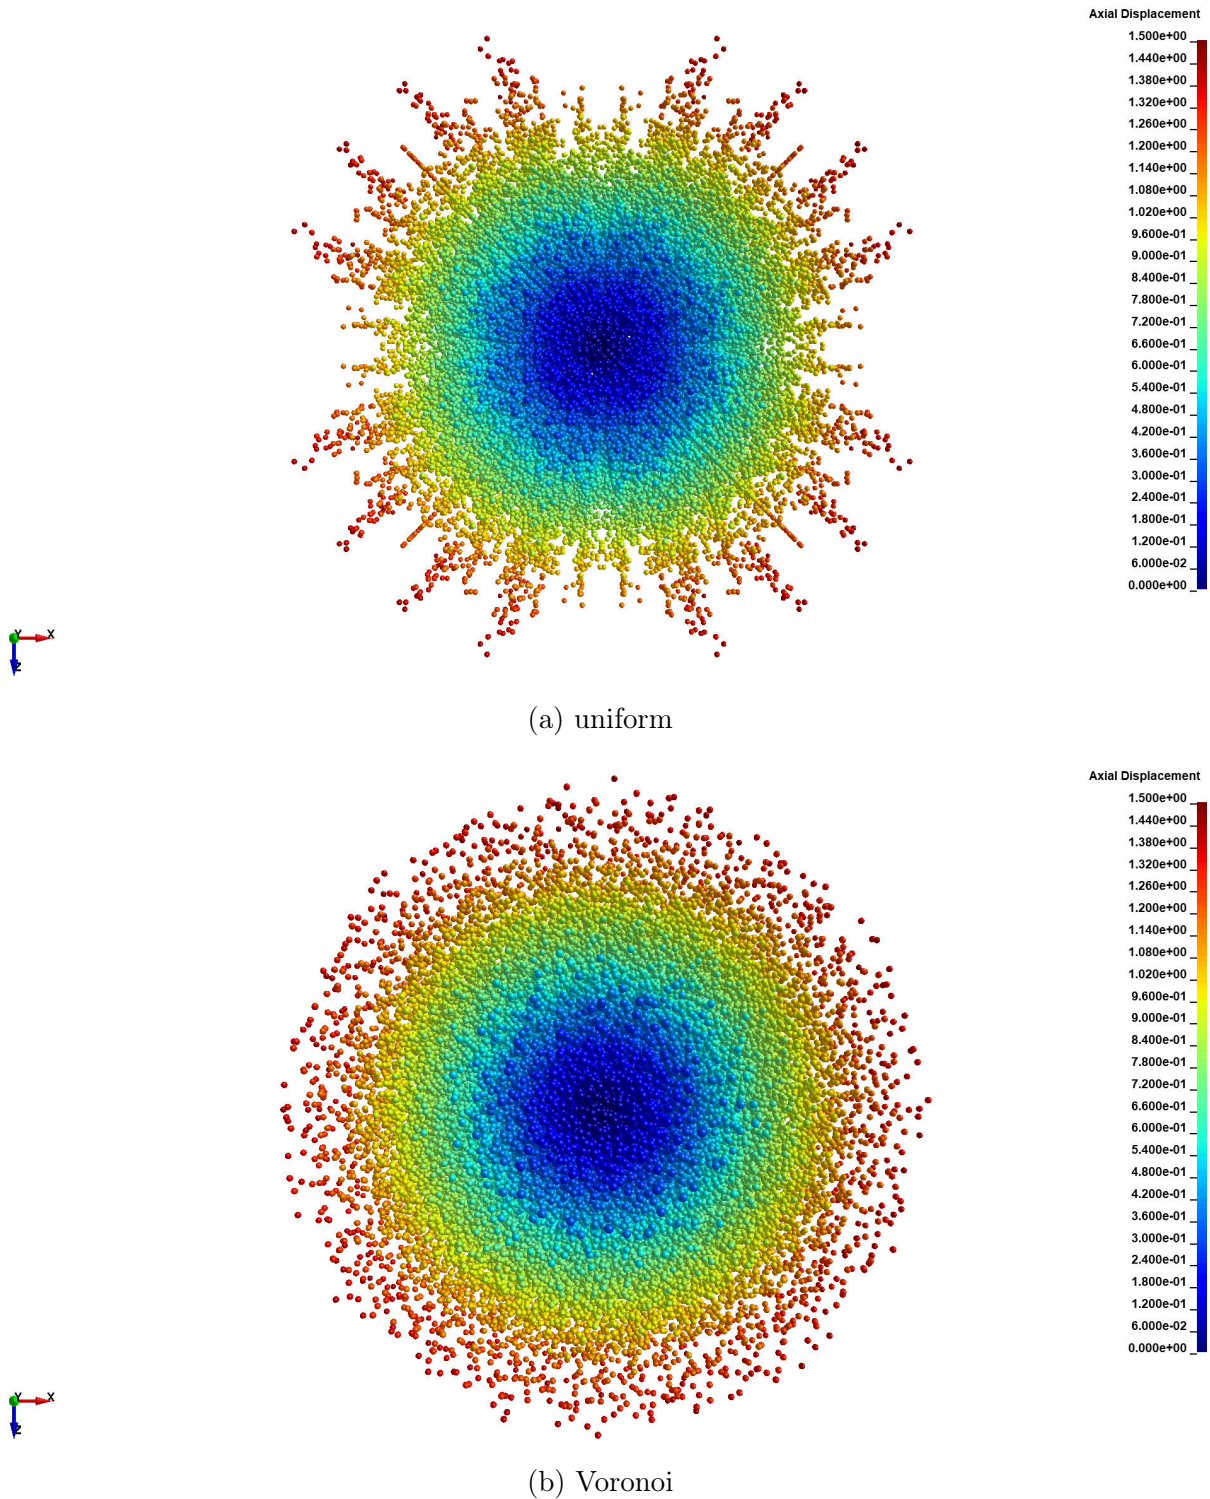 Axial Displacement
1.500e+00
1.440e+00
1.380e+00
1.320e+00
1.260e+00
1.200e+00
1.140e+00
1.080e+00
1.020e+00
9.600e-01
9.000e-01
8.400e-01
7.800e-01
7.200e-01
6.600e-01
6.000e-01
5.400e-01
4.800e-01
4.200e-01
3.600e-01
3.000e-01
2.400e-01
1.800e-01
1.200e-01
6.000e-02
0.000e+00
Y X
Z
(a) uniform
Axial Displacement
1.500e+00
1.440e+00
1.380e+00
1.320e+00
1.260e+00
1.200e+00
1.140e+00
1.080e+00
1.020e+00
9.600e-01
9.000e-01
8.400e-01
7.800e-01
7.200e-01
6.600e-01
6.000e-01
5.400e-01
4.800e-01
4.200e-01
3.600e-01
3.000e-01
2.400e-01
1.800e-01
1.200e-01
6.000e-02
0.000e+00
Y X
Z
(b) Voronoi